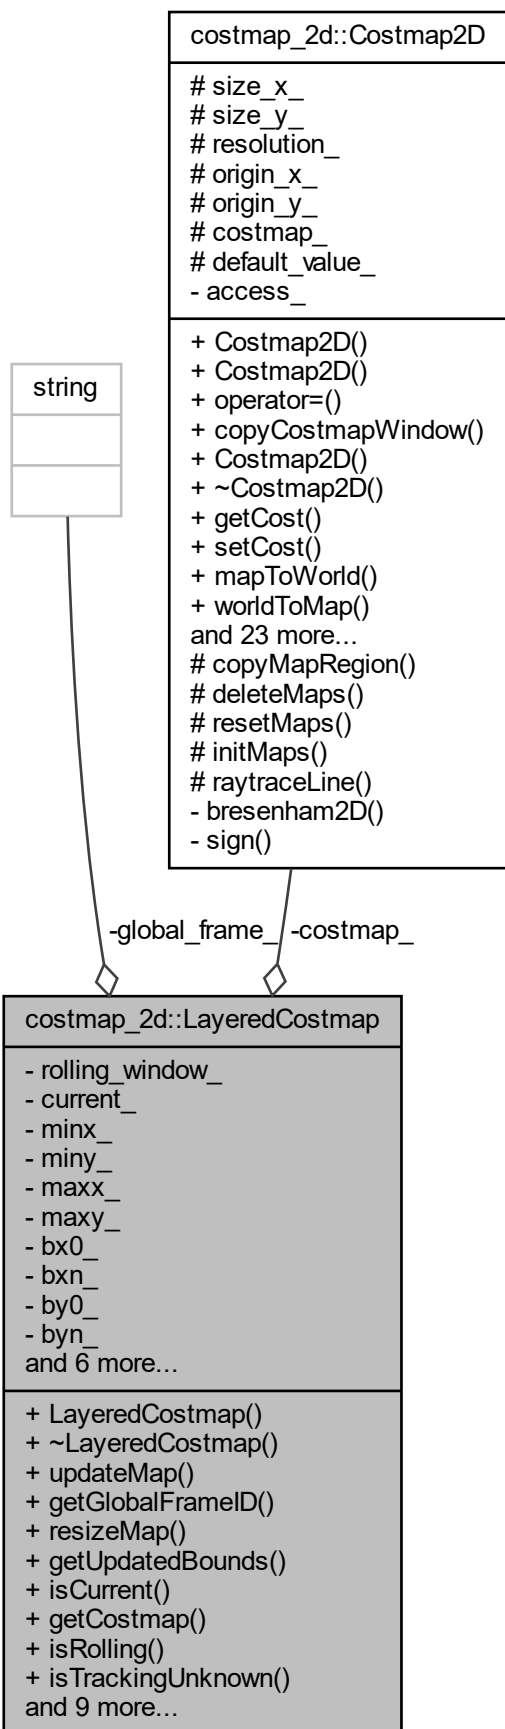 costmap_2d::Costmap2D
# size_x_
# size_y_
# resolution_
# origin_x_
# origin_y_
# costmap_
# default_value_
- access_
+ Costmap2D()
+ Costmap2D()
+ operator=()
+ copyCostmapWindow()
+ Costmap2D()
+ ~Costmap2D()
+ getCost()
+ setCost()
+ mapToWorld()
+ worldToMap()
and 23 more...
# copyMapRegion()
# deleteMaps()
# resetMaps()
# initMaps()
# raytraceLine()
- bresenham2D()
- sign()
string
-global_frame_
-costmap_
costmap_2d::LayeredCostmap
- rolling_window_
- current_
- minx_
- miny_
- maxx_
- maxy_
- bx0_
- bxn_
- by0_
- byn_
and 6 more...
+ LayeredCostmap()
+ ~LayeredCostmap()
+ updateMap()
+ getGlobalFrameID()
+ resizeMap()
+ getUpdatedBounds()
+ isCurrent()
+ getCostmap()
+ isRolling()
+ isTrackingUnknown()
and 9 more...